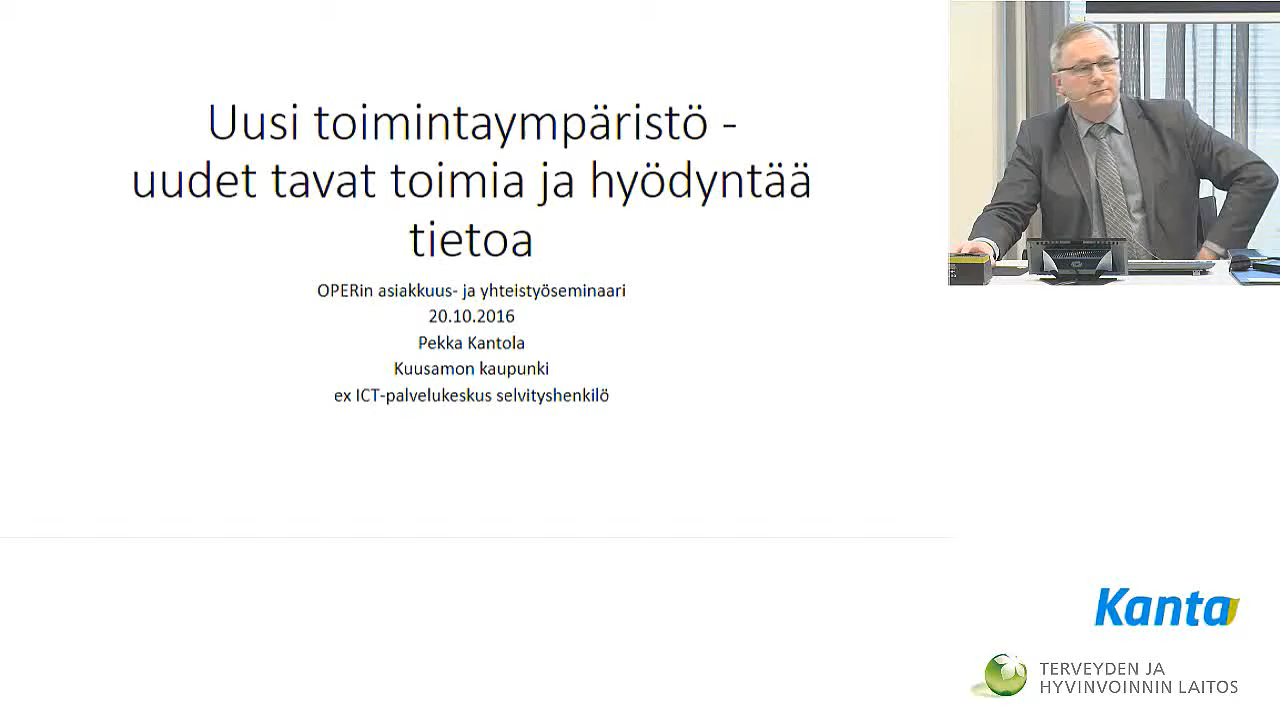 Uusi toimintaympäristö -
uudet tavat toimia ja hyödyntää
tietoa
OPERin asiakkuus- ja yhteistyöseminaari
20.10.2016
Pekka Kantola
Kuusamon kaupunki
ex ICT-palvelukeskus selvityshenkilö
Kanta
TERVEYDEN JA
HYVINVOINNIN LAITOS